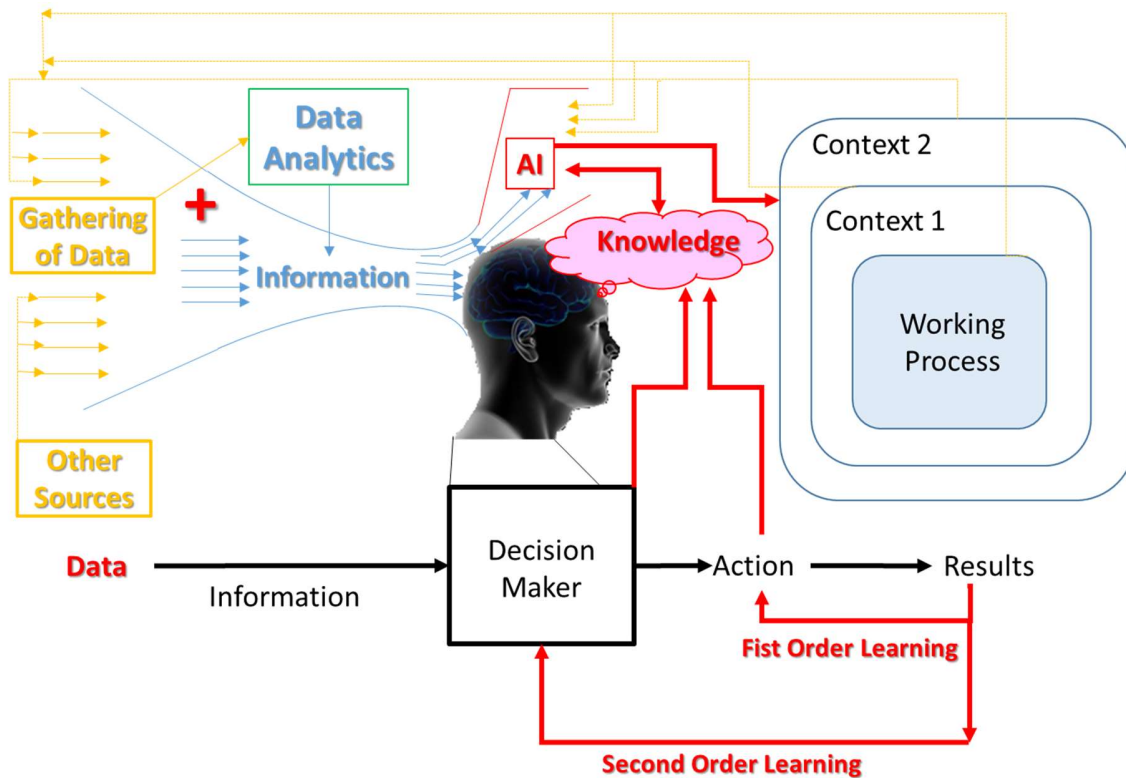 Data
Analytics
AI
Context 2
Gathering
of Data
+
Context 1
Knowledge
Information
Working
Process
Other
Sources
Data
Information
Decision
Maker
Action
Results
Fist Order Learning
Second Order Learning